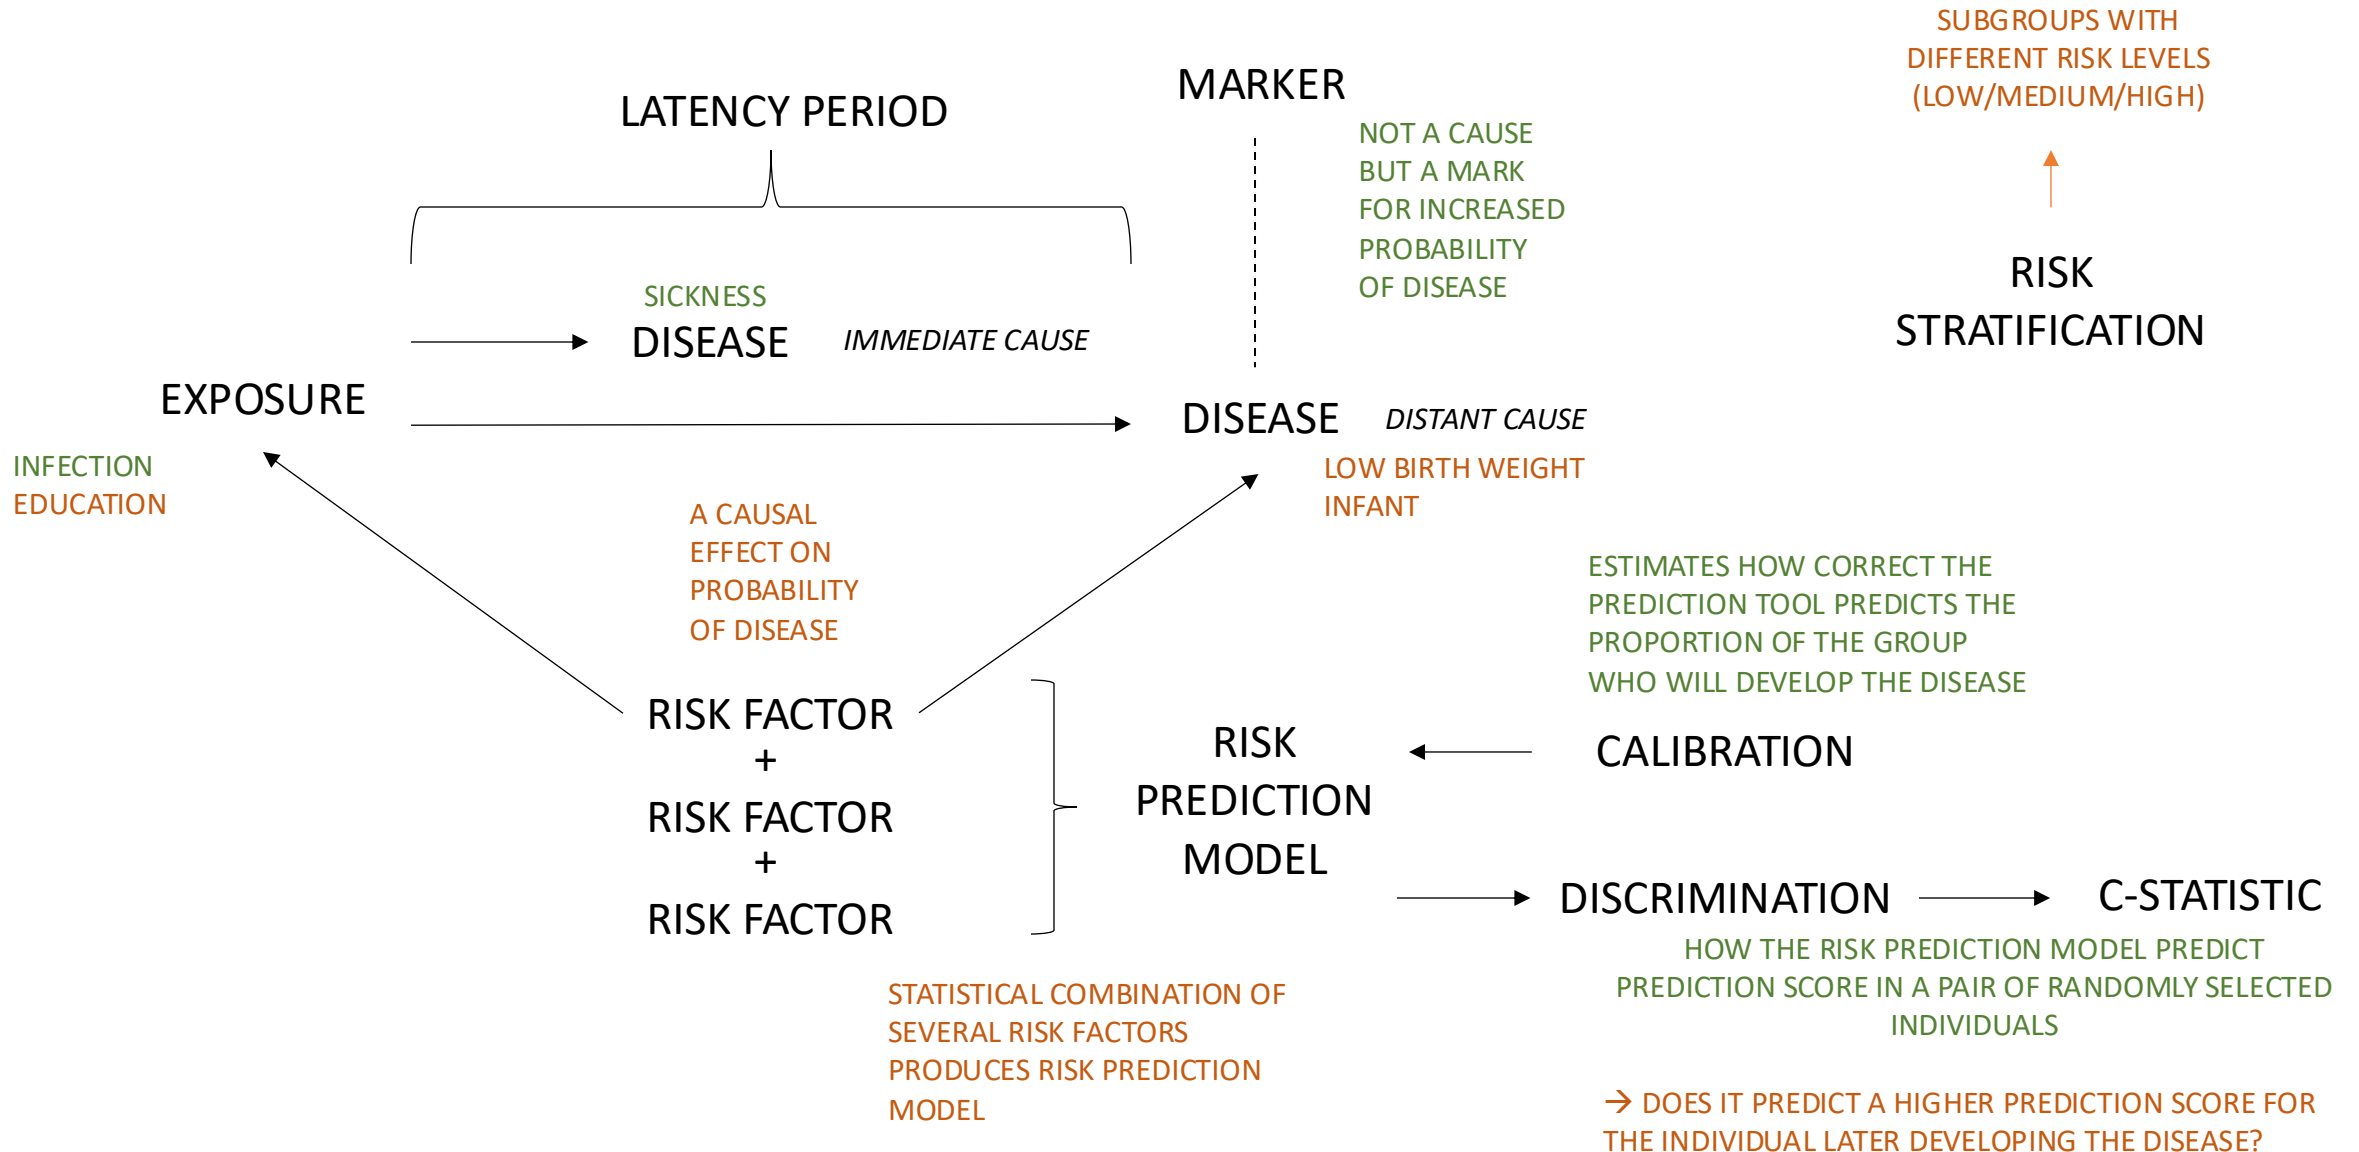 SUBGROUPS WITH
DIFFERENT RISK LEVELS
(LOW/MEDIUM/HIGH)
LATENCY PERIOD
MARKER
NOT A CAUSE
BUT A MARK
FOR INCREASED
PROBABILITY
OF DISEASE
RISK
STRATIFICATION
SICKNESS
DISEASE
IMMEDIATE CAUSE
EXPOSURE
INFECTION
EDUCATION
DISEASE
DISTANT CAUSE
LOW BIRTH WEIGHT
INFANT
A CAUSAL
EFFECT ON
PROBABILITY
OF DISEASE
RISK FACTOR
+
RISK FACTOR
+
RISK FACTOR
RISK
PREDICTION
MODEL
STATISTICAL COMBINATION OF
SEVERAL RISK FACTORS
PRODUCES RISK PREDICTION
MODEL
ESTIMATES HOW CORRECT THE
PREDICTION TOOL PREDICTS THE
PROPORTION OF THE GROUP
WHO WILL DEVELOP THE DISEASE
CALIBRATION
DISCRIMINATION
C-STATISTIC
HOW THE RISK PREDICTION MODEL PREDICT
PREDICTION SCORE IN A PAIR OF RANDOMLY SELECTED
INDIVIDUALS
→ DOES IT PREDICT A HIGHER PREDICTION SCORE FOR
THE INDIVIDUAL LATER DEVELOPING THE DISEASE?